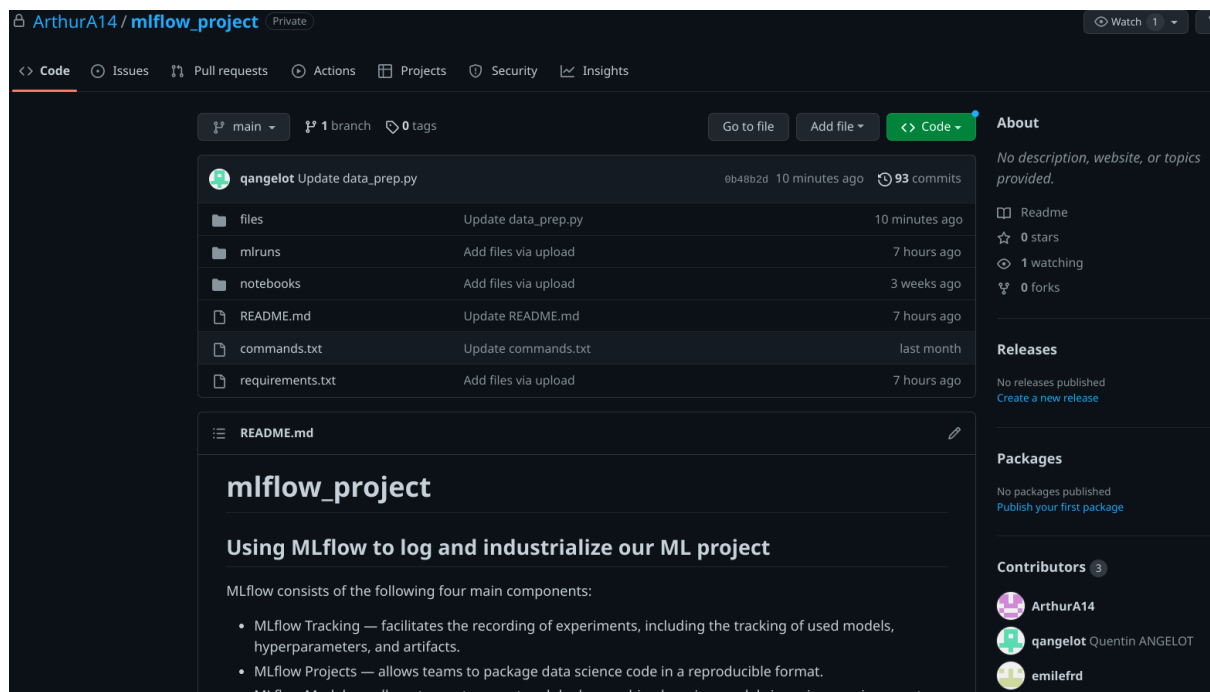 ArthurA14 / mlflow_project Private
Watch 1
Code Issues Pull requests Actions Projects Security Insights
main 1 branch 0 tags Go to file Add file Code
qangelot Update data_prep.py 0b48b2d 10 minutes ago 93 commits
files Update data_prep.py 10 minutes ago
mlruns Add files via upload 7 hours ago
notebooks Add files via upload 3 weeks ago
README.md Update README.md 7 hours ago
commands.txt Update commands.txt last month
requirements.txt Add files via upload 7 hours ago
README.md
mlflow_project
Using MLflow to log and industrialize our ML project
MLflow consists of the following four main components:
• MLflow Tracking — facilitates the recording of experiments, including the tracking of used models,
hyperparameters, and artifacts.
• MLflow Projects — allows teams to package data science code in a reproducible format.
About
No description, website, or topics
provided.
Readme
0 stars
1 watching
0 forks
Releases
No releases published
Create a new release
Packages
No packages published
Publish your first package
Contributors 3
ArthurA14
qangelot Quentin ANGELOT
emilefrd